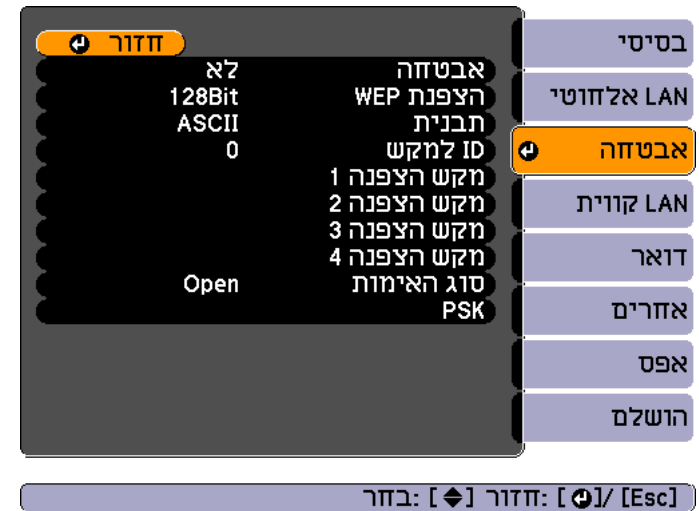 בסיסי
LAN אלחוטי
אבטחה
LAN קווית
דואר
אחרים
אפס
הושלם
חזור
אבטחה לא
הצפנת WEP 128Bit
תבנית ASCII
ID למקש 0
מקש הצפנה 1
מקש הצפנה 2
מקש הצפנה 3
מקש הצפנה 4
סוג האימות Open
PSK
[Esc] /[ ] :חזור [ ] :בחר